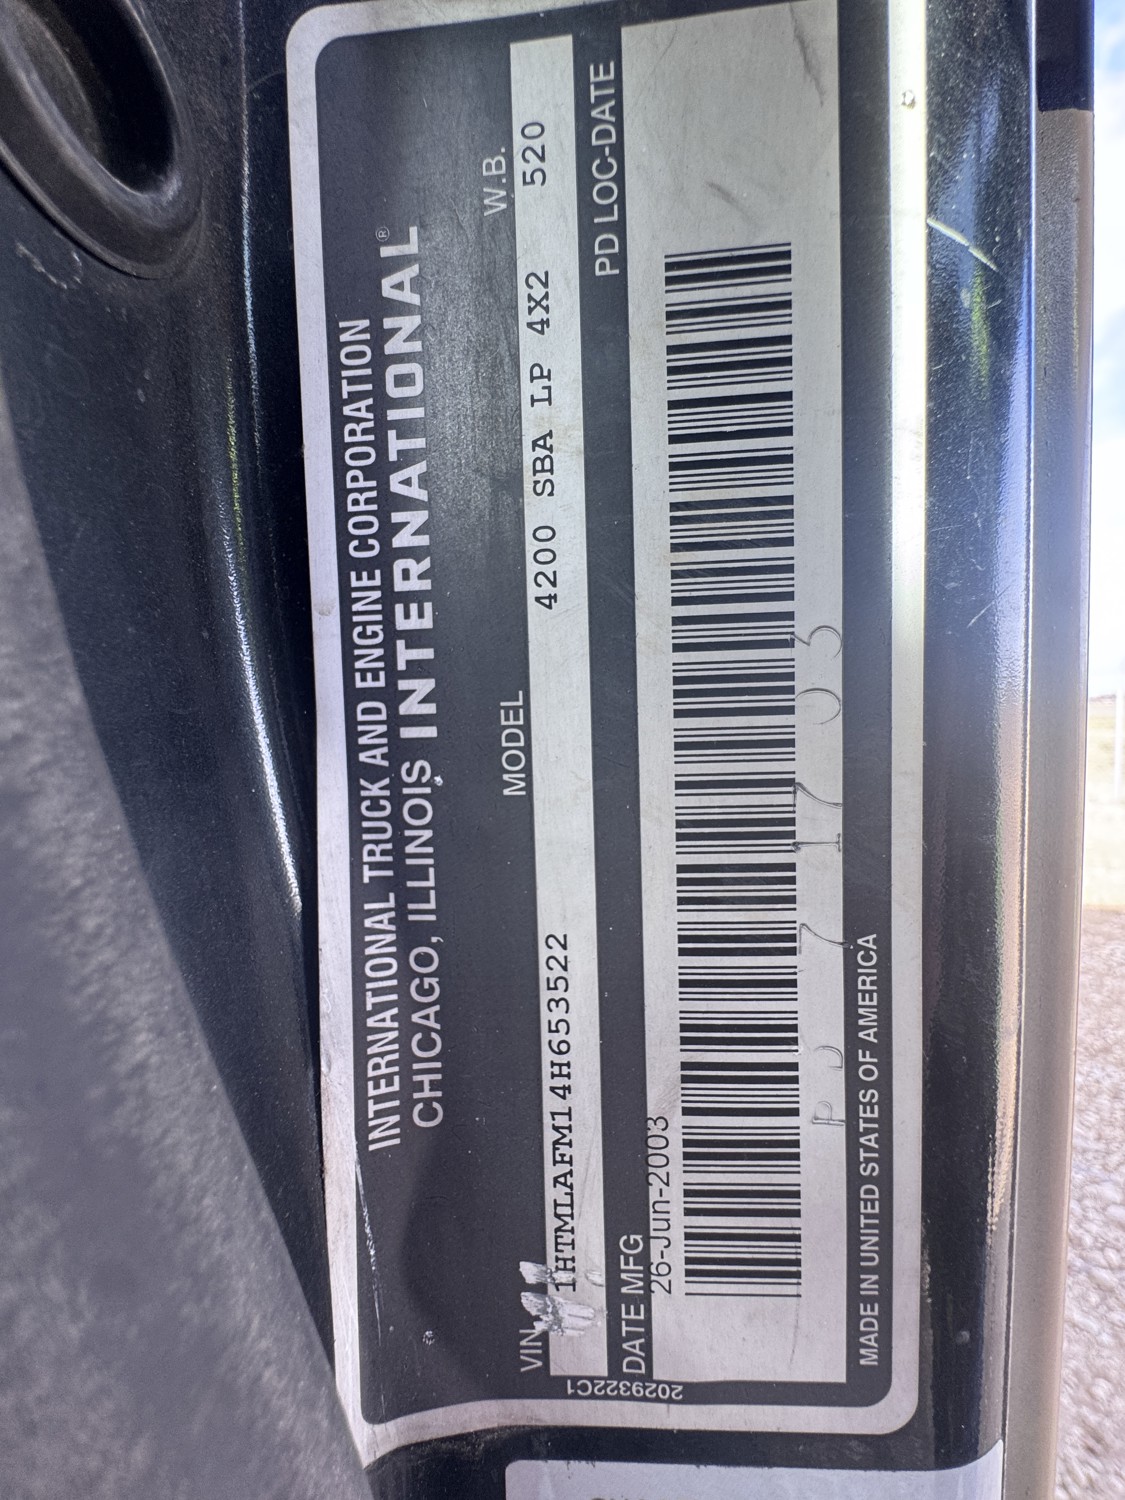 INTERNATIONAL TRUCK AND ENGINE CORPORATION
CHICAGO, ILLINOIS INTERNATIONAL®
VIN MODEL W.B.
1HTMLAFM14H653522 4200 SBA LP 4X2 520
DATE MFG PD LOC-DATE
26-Jun-2003
MADE IN UNITED STATES OF AMERICA
2029322C1